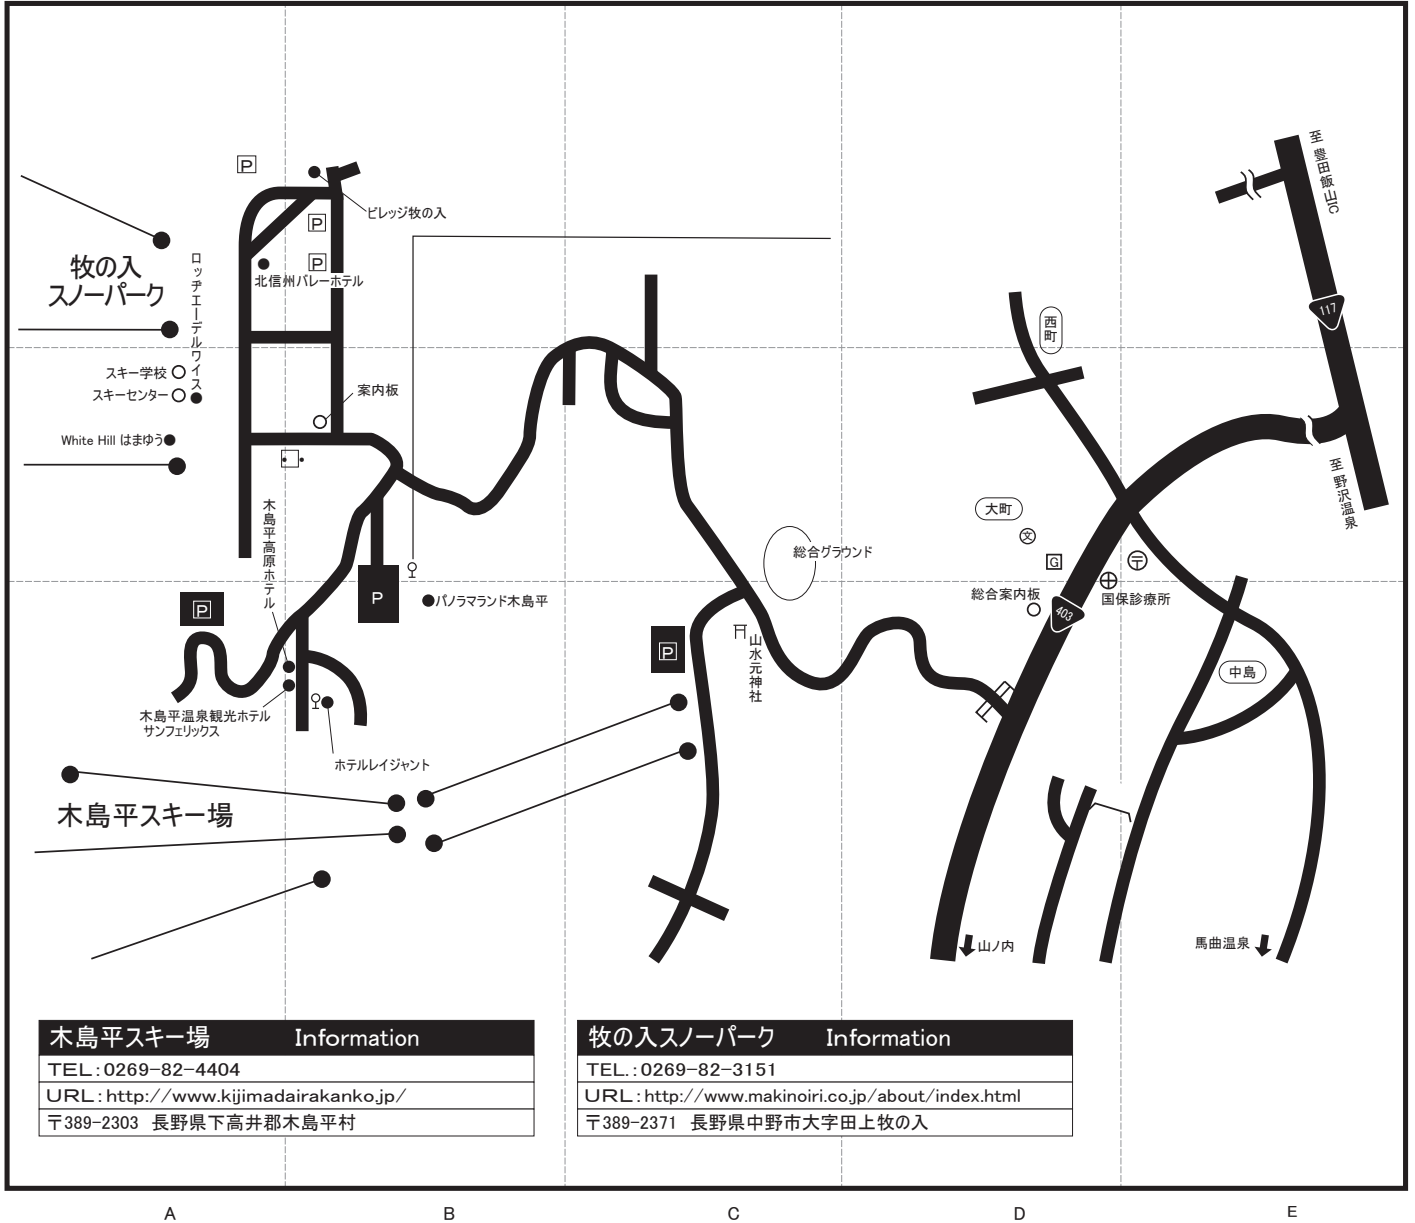 至 豊田飯山IC
P
ビレッジ牧の入
P
P
北信州バレーホテル
牧の入
スノーパーク
ロッヂエーデルワイス
117
西町
スキー学校
スキーセンター
案内板
White Hill はまゆう
至 野沢温泉
木島平高原ホテル
大町
文
総合グラウンド
G
〒
総合案内板
国保診療所
403
P
P
パノラマランド木島平
P
山水元神社
中島
木島平温泉観光ホテル
サンフェリックス
ホテルレイジャント
木島平スキー場
山ノ内
馬曲温泉
木島平スキー場 Information
TEL:0269-82-4404
URL:http://www.kijimadairakanko.jp/
〒389-2303 長野県下高井郡木島平村
牧の入スノーパーク Information
TEL.:0269-82-3151
URL:http://www.makinoiri.co.jp/about/index.html
〒389-2371 長野県中野市大字田上牧の入
A B C D E